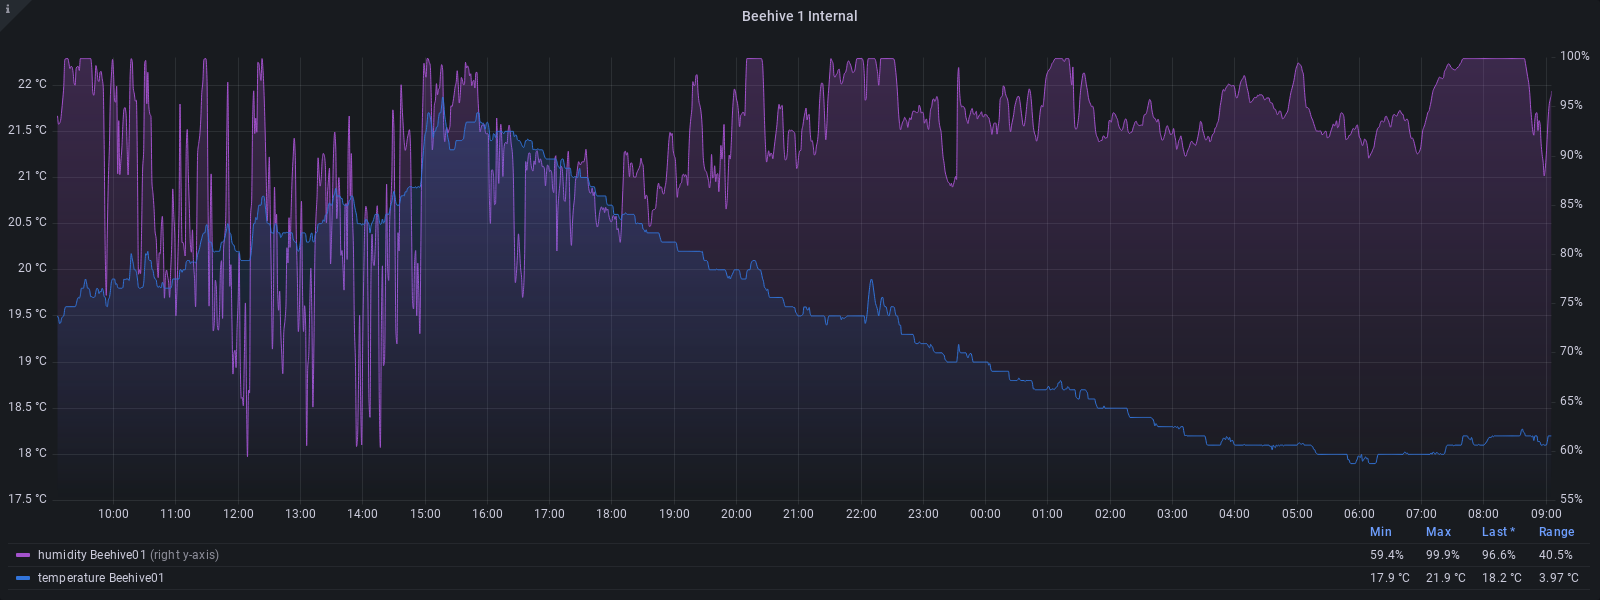 i
Beehive 1 Internal
22 °C
21.5 °C
21 °C
20.5 °C
20 °C
19.5 °C
19 °C
18.5 °C
18 °C
17.5 °C
100%
95%
90%
85%
80%
75%
70%
65%
60%
55%
10:00 11:00 12:00 13:00 14:00 15:00 16:00 17:00 18:00 19:00 20:00 21:00 22:00 23:00 00:00 01:00 02:00 03:00 04:00 05:00 06:00 07:00 08:00 09:00
Min Max Last * Range
humidity Beehive01 (right y-axis) 59.4% 99.9% 96.6% 40.5%
temperature Beehive01 17.9 °C 21.9 °C 18.2 °C 3.97 °C